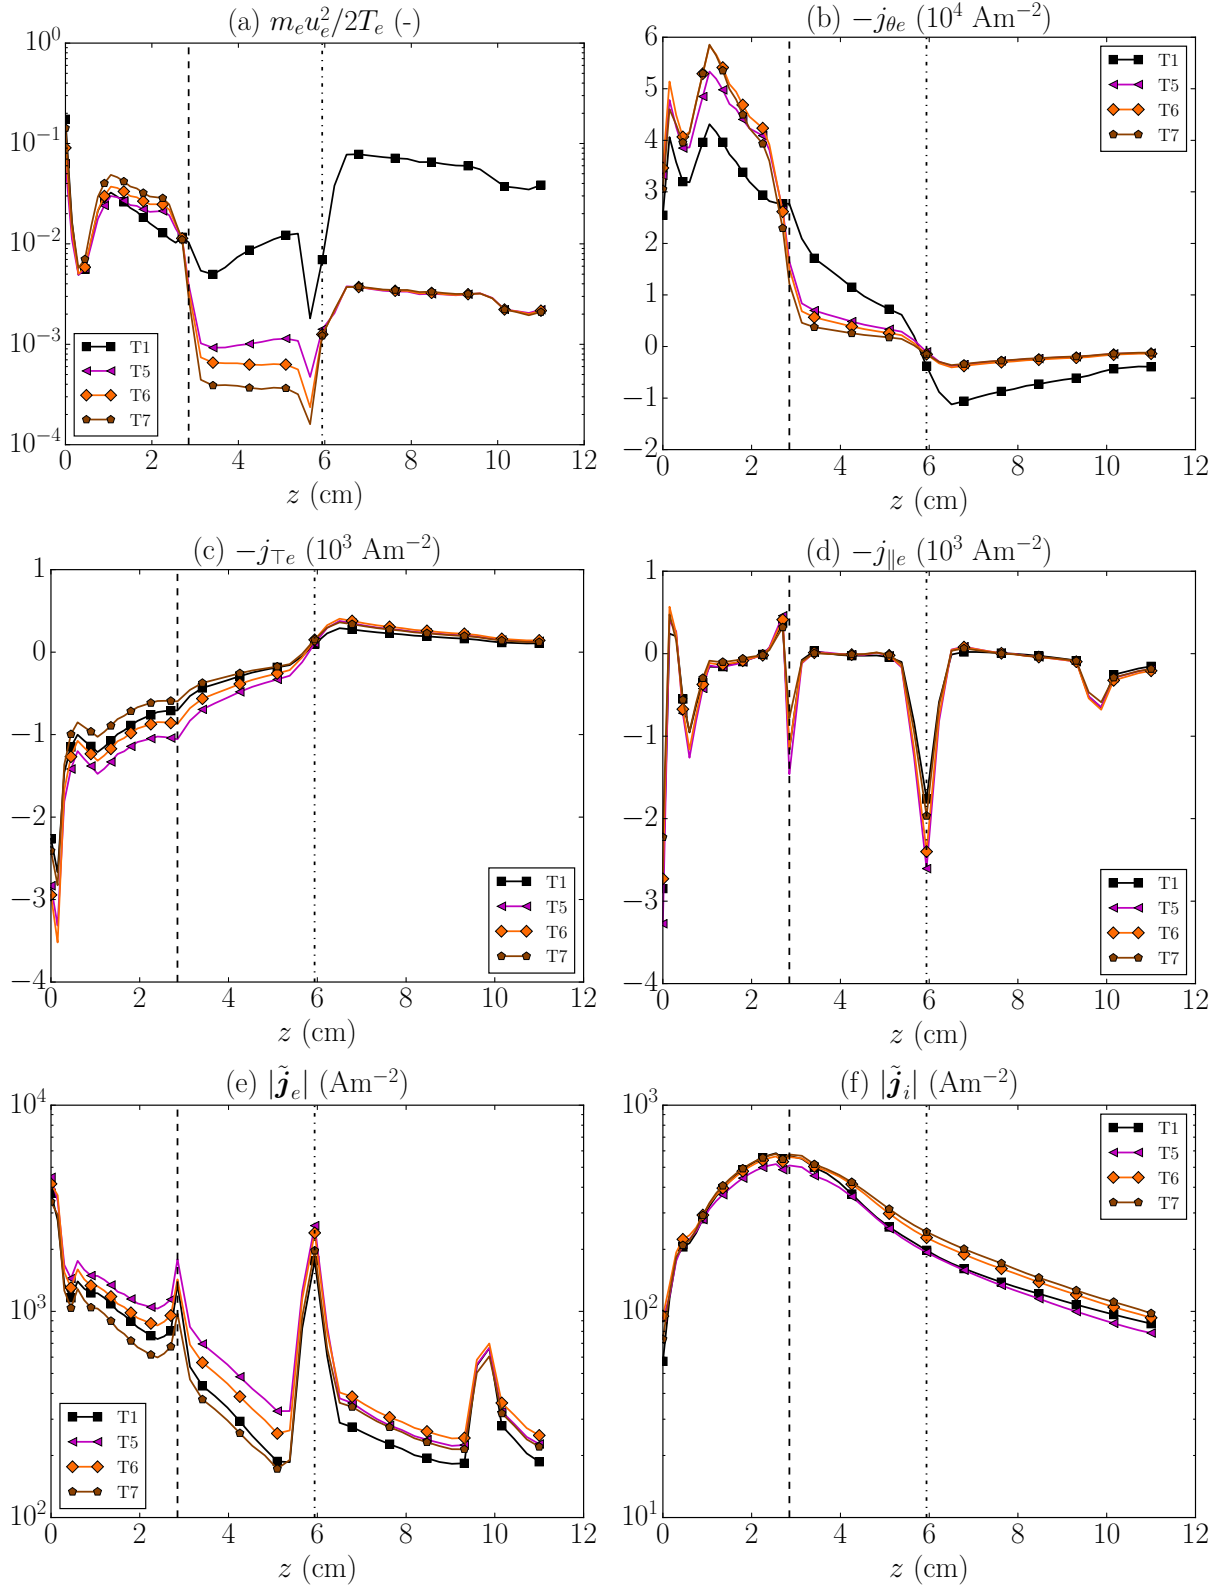 (a) m_e u_e^2/2T_e (-)
10^0
10^{-1}
10^{-2}
10^{-3}
10^{-4}
T1
T5
T6
T7
0 2 4 6 8 10 12
z (cm)
(b) −j_{θe} (10^4 Am^{−2})
6
5
4
3
2
1
0
−1
−2
T1
T5
T6
T7
0 2 4 6 8 10 12
z (cm)
(c) −j_{⊤e} (10^3 Am^{−2})
1
0
−1
−2
−3
−4
T1
T5
T6
T7
0 2 4 6 8 10 12
z (cm)
(d) −j_{∥e} (10^3 Am^{−2})
1
0
−1
−2
−3
−4
T1
T5
T6
T7
0 2 4 6 8 10 12
z (cm)
(e) |j̃_e| (Am^{−2})
10^4
10^3
10^2
T1
T5
T6
T7
0 2 4 6 8 10 12
z (cm)
(f) |j̃_i| (Am^{−2})
10^3
10^2
10^1
T1
T5
T6
T7
0 2 4 6 8 10 12
z (cm)